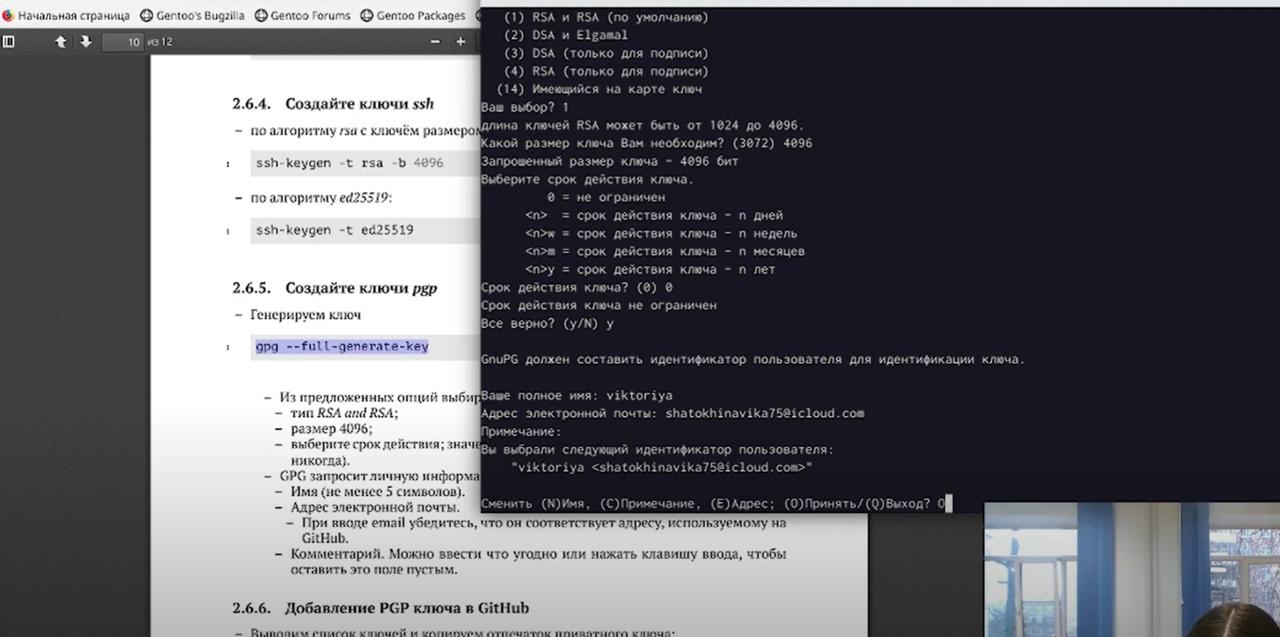 Начальная страница Gentoo's Bugzilla Gentoo Forums Gentoo Packages
10 из 12
2.6.4. Создайте ключи ssh
– по алгоритму rsa с ключём размером
1 ssh-keygen -t rsa -b 4096
– по алгоритму ed25519:
1 ssh-keygen -t ed25519
2.6.5. Создайте ключи pgp
– Генерируем ключ
1 gpg --full-generate-key
– Из предложенных опций
– тип RSA and RSA;
– размер 4096;
– выберите срок действия;
никогда).
– GPG запросит личную
– Имя (не менее 5 символов).
– Адрес электронной почты.
– При вводе email убедитесь, что он соответствует адресу, используемому на
GitHub.
– Комментарий. Можно ввести что угодно или нажать клавишу ввода, чтобы
оставить это поле пустым.
2.6.6. Добавление PGP ключа в GitHub
– Выводим список ключей и копируем отпечаток приватного ключа:
(1) RSA и RSA (по умолчанию)
(2) DSA и Elgamal
(3) DSA (только для подписи)
(4) RSA (только для подписи)
(14) Имеющийся на карте ключ
Ваш выбор? 1
длина ключей RSA может быть от 1024 до 4096.
Какой размер ключа Вам необходим? (3072) 4096
Запрошенный размер ключа - 4096 бит
Выберите срок действия ключа.
0 = не ограничен
<n> = срок действия ключа - n дней
<n>w = срок действия ключа - n недель
<n>m = срок действия ключа - n месяцев
<n>y = срок действия ключа - n лет
Срок действия ключа? (0) 0
Срок действия ключа не ограничен
Все верно? (y/N) y
GnuPG должен составить идентификатор пользователя для идентификации ключа.
Ваше полное имя: viktoriya
Адрес электронной почты: shatokhinavika75@icloud.com
Примечание:
Вы выбрали следующий идентификатор пользователя:
"viktoriya <shatokhinavika75@icloud.com>"
Сменить (N)Имя, (C)Примечание, (E)Адрес; (O)Принять/(Q)Выход? O